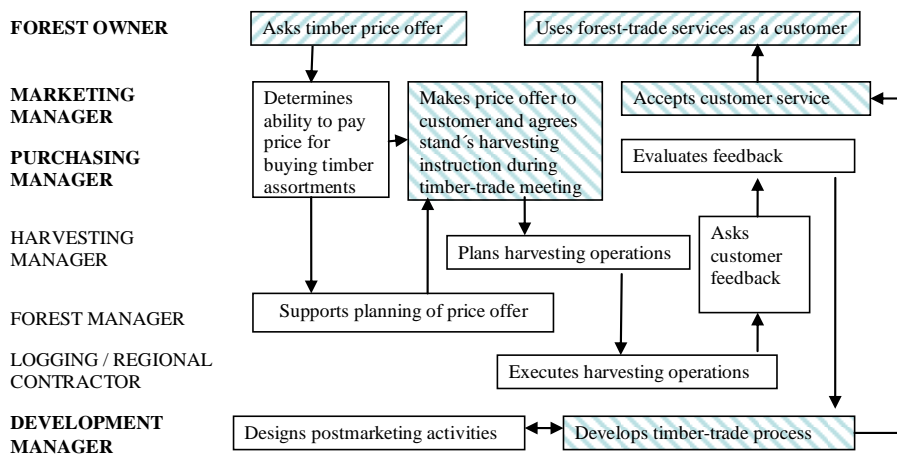 FOREST OWNER
Asks timber price offer
Uses forest-trade services as a customer
MARKETING
MANAGER
Determines
ability to pay
price for
buying timber
assortments
Makes price offer to
customer and agrees
stand´s harvesting
instruction during
timber-trade meeting
Accepts customer service
PURCHASING
MANAGER
Evaluates feedback
HARVESTING
MANAGER
Plans harvesting operations
Asks
customer
feedback
FOREST MANAGER
Supports planning of price offer
LOGGING / REGIONAL
CONTRACTOR
Executes harvesting operations
DEVELOPMENT
MANAGER
Designs postmarketing activities
Develops timber-trade process